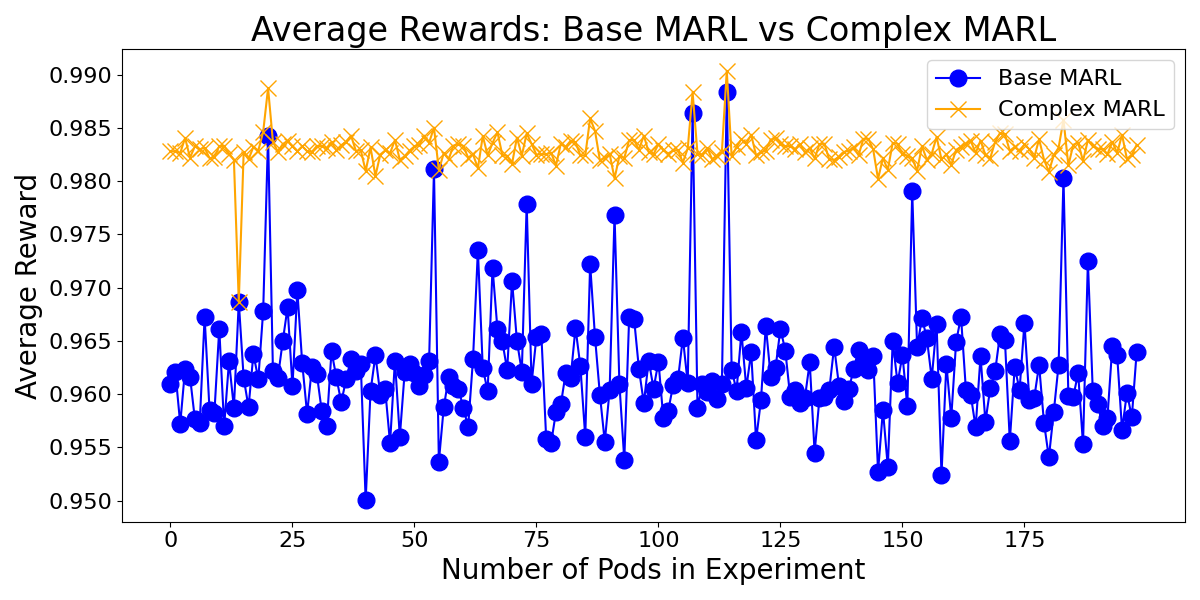 Average Rewards: Base MARL vs Complex MARL
Base MARL
Complex MARL
Average Reward
0.990
0.985
0.980
0.975
0.970
0.965
0.960
0.955
0.950
0 25 50 75 100 125 150 175
Number of Pods in Experiment